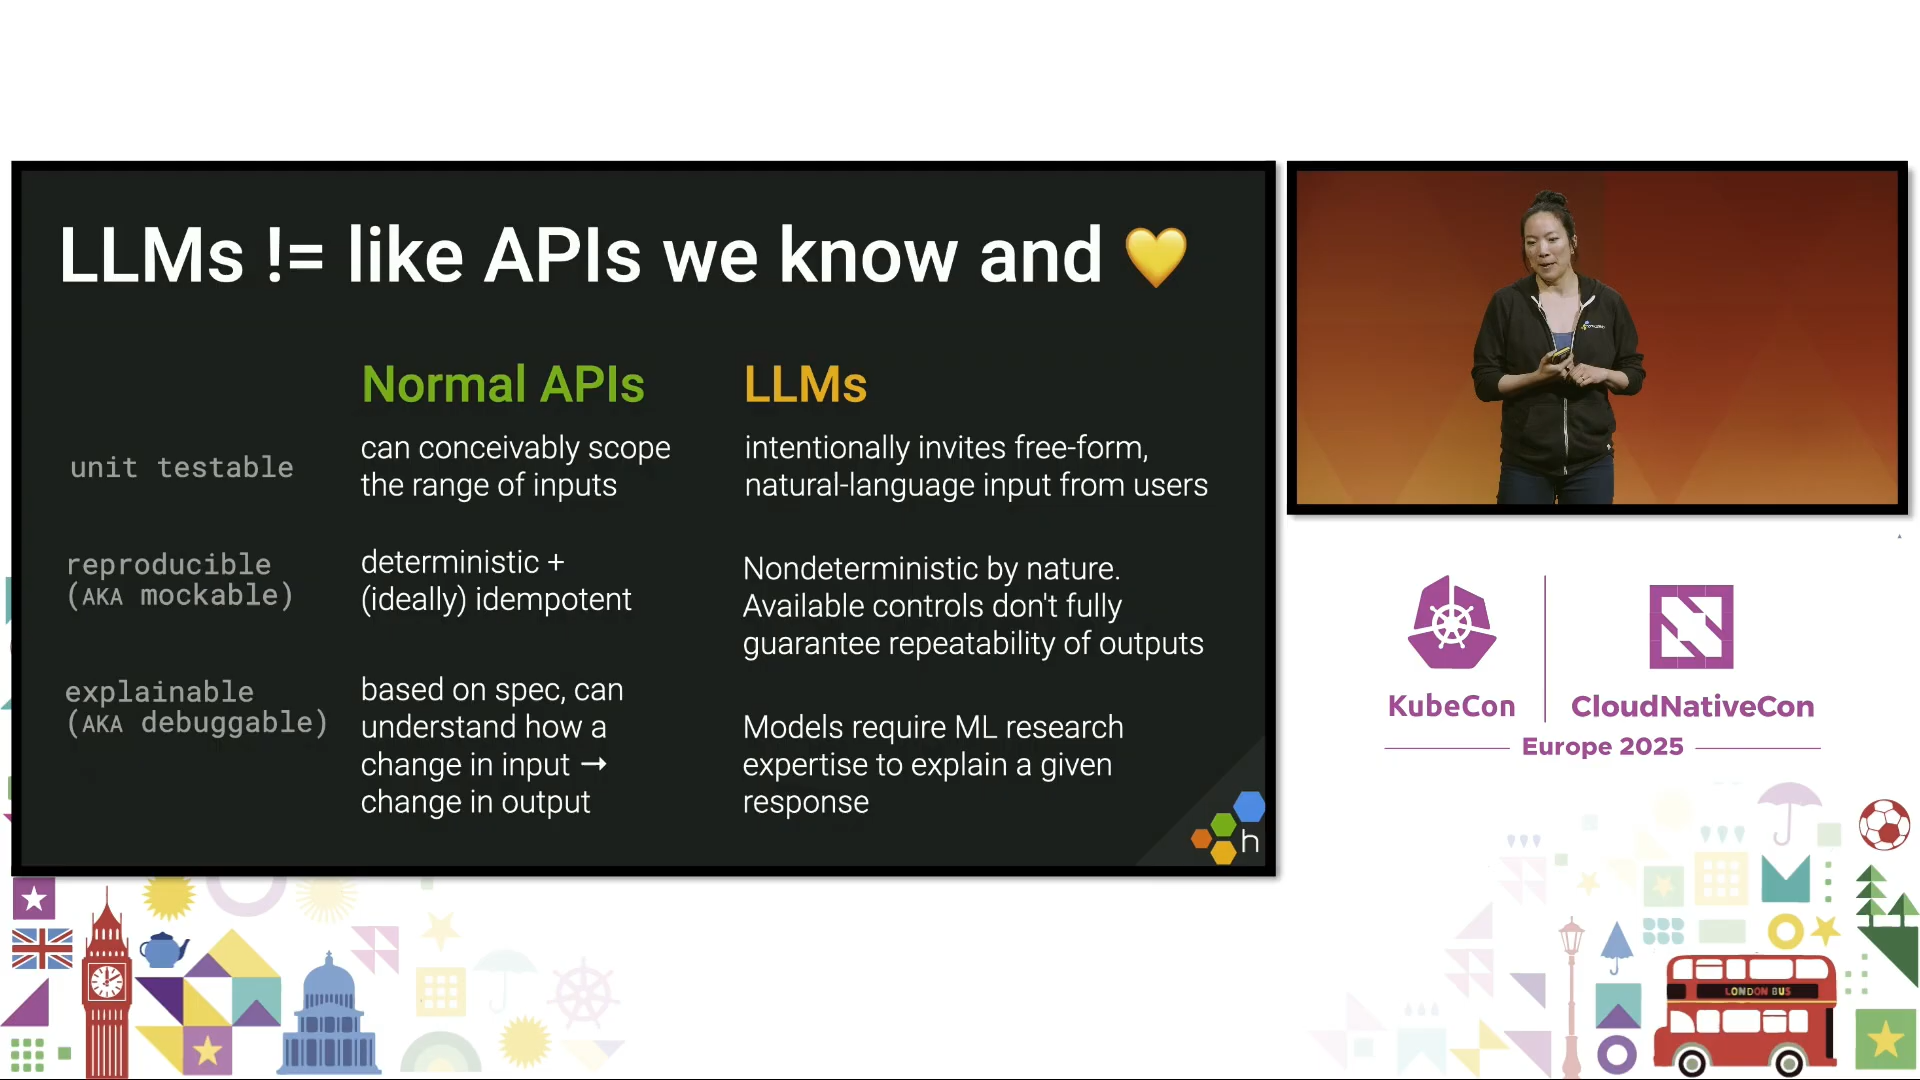 LLMs != like APIs we know and 💛
Normal APIs
LLMs
unit testable
can conceivably scope
the range of inputs
intentionally invites free-form,
natural-language input from users
reproducible
(AKA mockable)
deterministic +
(ideally) idempotent
Nondeterministic by nature.
Available controls don't fully
guarantee repeatability of outputs
explainable
(AKA debuggable)
based on spec, can
understand how a
change in input →
change in output
Models require ML research
expertise to explain a given
response
h
KubeCon
CloudNativeCon
Europe 2025
LONDON BUS